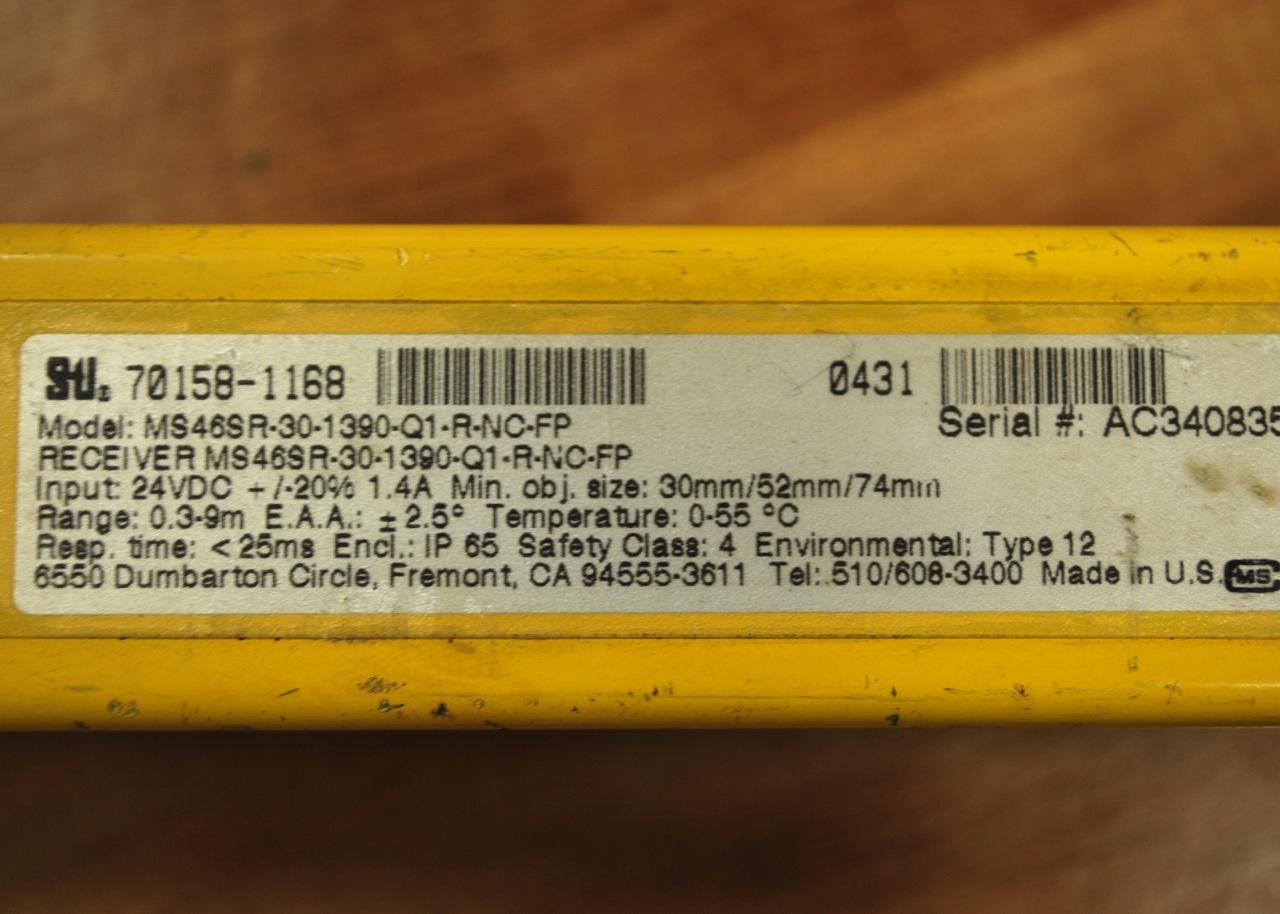 70158-1168 0431
Model: MS46SR-30-1390-Q1-R-NC-FP Serial #: AC340835
RECEIVER MS46SR-30-1390-Q1-R-NC-FP
Input: 24VDC +/-20% 1.4A Min. obj. size: 30mm/52mm/74mm
Range: 0.3-9m E.A.A.: ± 2.5° Temperature: 0-55 °C
Resp. time: < 25ms Encl.: IP 65 Safety Class: 4 Environmental: Type 12
6550 Dumbarton Circle, Fremont, CA 94555-3611 Tel: 510/608-3400 Made in U.S. MS